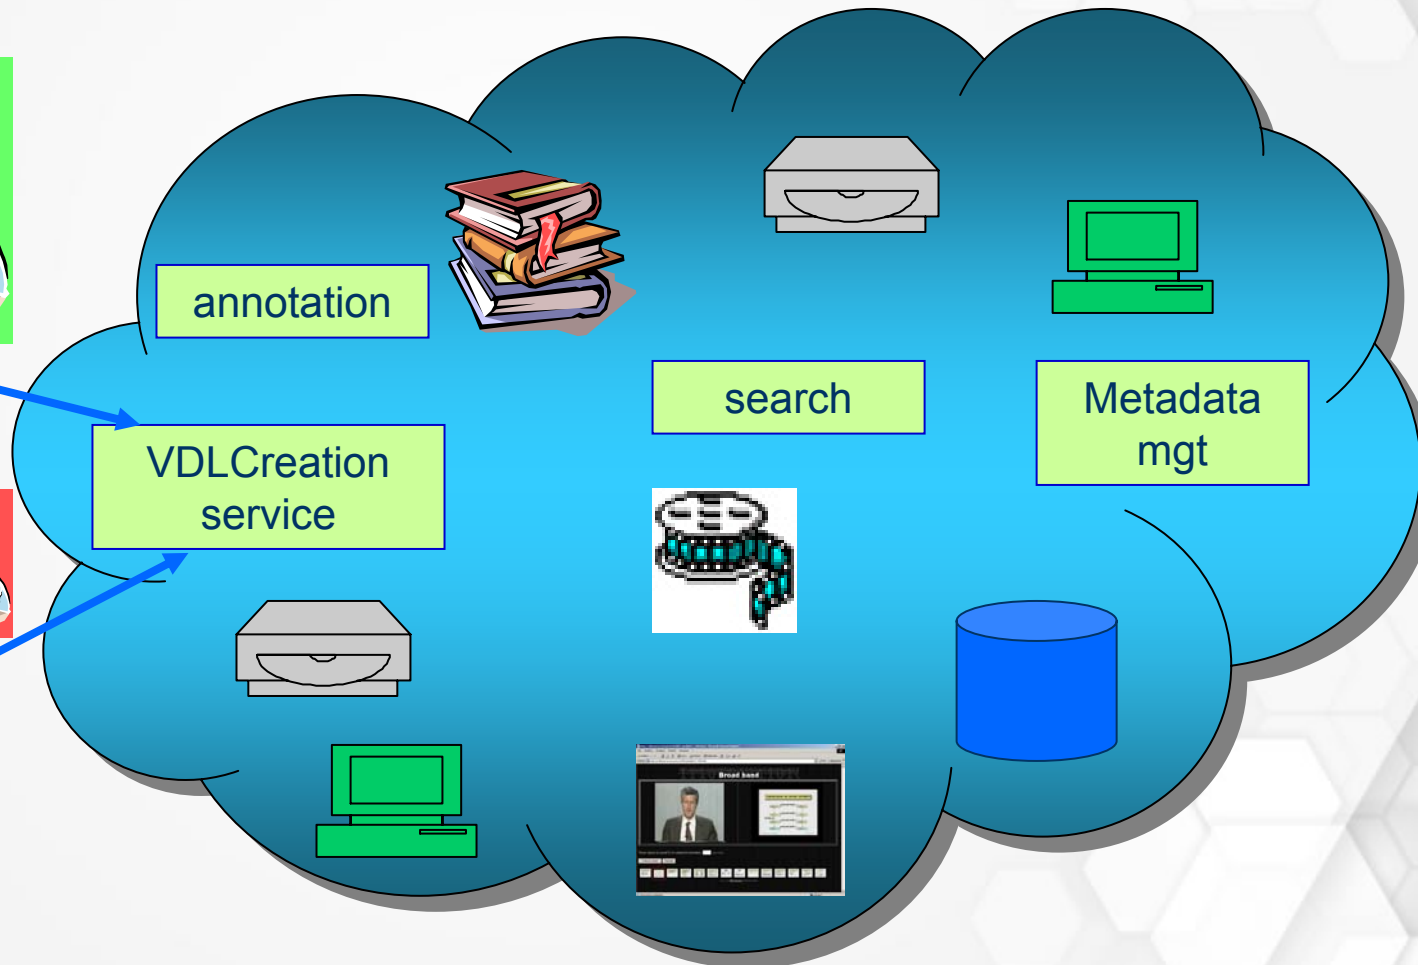 annotation
search
Metadata
mgt
VDLCreation
service
Broad band